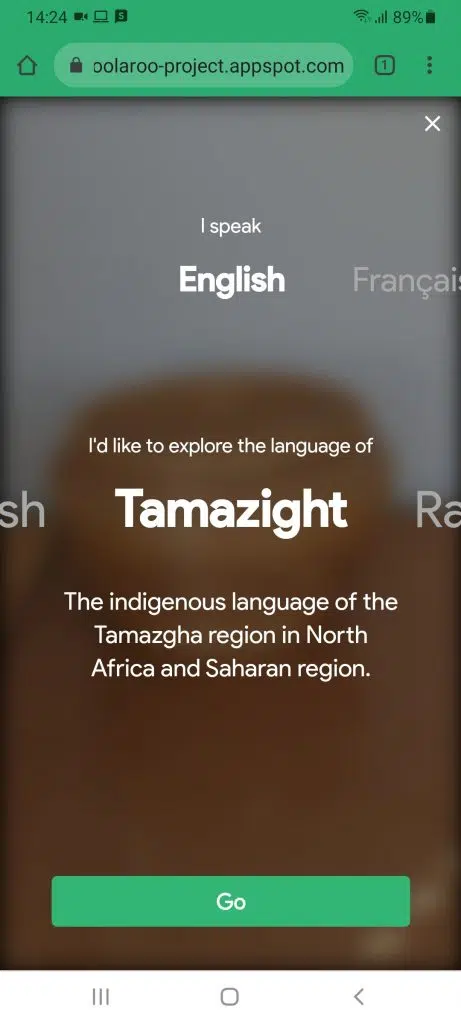 14:24
89%
oolaroo-project.appspot.com
1
I speak
English
Françai
I'd like to explore the language of
sh
Tamazight
Ra
The indigenous language of the
Tamazgha region in North
Africa and Saharan region.
Go